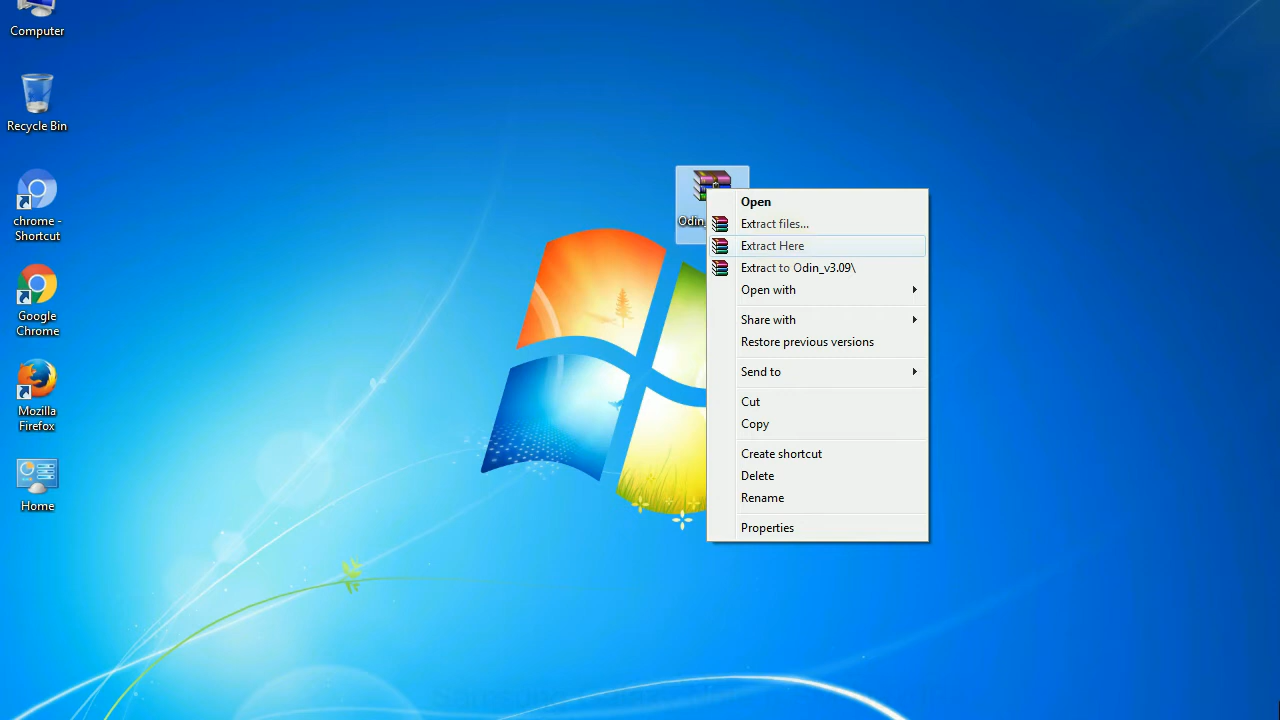 Computer
Recycle Bin
chrome -
Shortcut
Google
Chrome
Mozilla
Firefox
Home
Open
Extract files...
Extract Here
Extract to Odin_v3.09\
Open with
Share with
Restore previous versions
Send to
Cut
Copy
Create shortcut
Delete
Rename
Properties